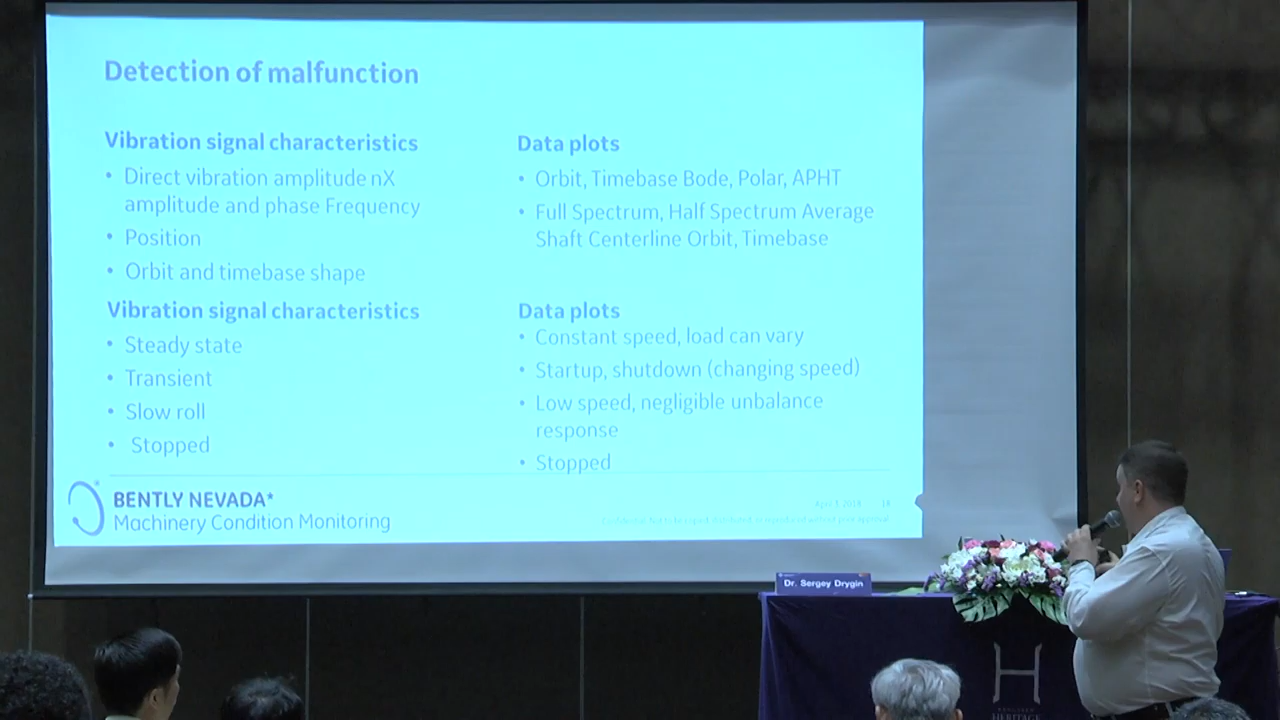 Detection of malfunction
Vibration signal characteristics
• Direct vibration amplitude nX
amplitude and phase Frequency
• Position
• Orbit and timebase shape
Data plots
• Orbit, Timebase Bode, Polar, APHT
• Full Spectrum, Half Spectrum Average
Shaft Centerline Orbit, Timebase
Vibration signal characteristics
• Steady state
• Transient
• Slow roll
• Stopped
Data plots
• Constant speed, load can vary
• Startup, shutdown (changing speed)
• Low speed, negligible unbalance
response
• Stopped
BENTLY NEVADA*
Machinery Condition Monitoring
Dr. Sergey Drygin
H
HERITAGE